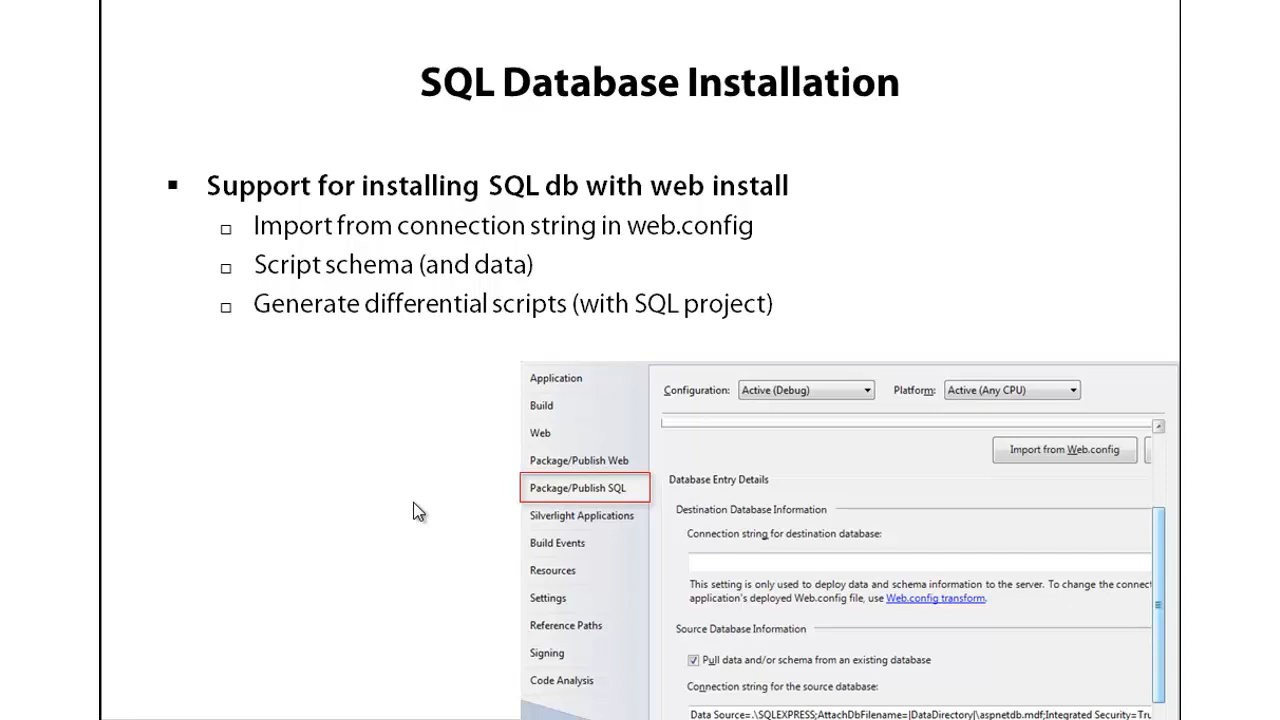 SQL Database Installation
▪ Support for installing SQL db with web install
□ Import from connection string in web.config
□ Script schema (and data)
□ Generate differential scripts (with SQL project)
Application
Build
Web
Package/Publish Web
Package/Publish SQL
Silverlight Applications
Build Events
Resources
Settings
Reference Paths
Signing
Code Analysis
Configuration: Active (Debug) Platform: Active (Any CPU)
Import from Web.config
Database Entry Details
Destination Database Information
Connection string for destination database:
This setting is only used to deploy data and schema information to the server. To change the connect
application's deployed Web.config file, use Web.config transform.
Source Database Information
Pull data and/or schema from an existing database
Connection string for the source database:
Data Source=.\SQLEXPRESS;AttachDbFilename=|DataDirectory|\aspnetdb.mdf;Integrated Security=Tru